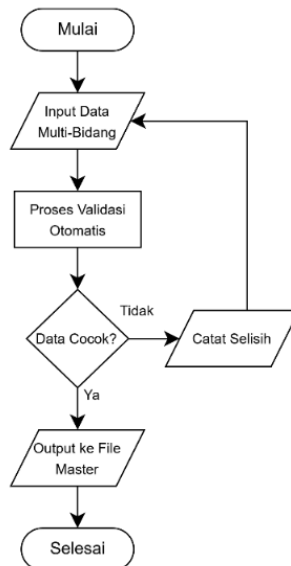 Mulai
Input Data
Multi-Bidang
Proses Validasi
Otomatis
Data Cocok?
Tidak
Catat Selisih
Ya
Output ke File
Master
Selesai